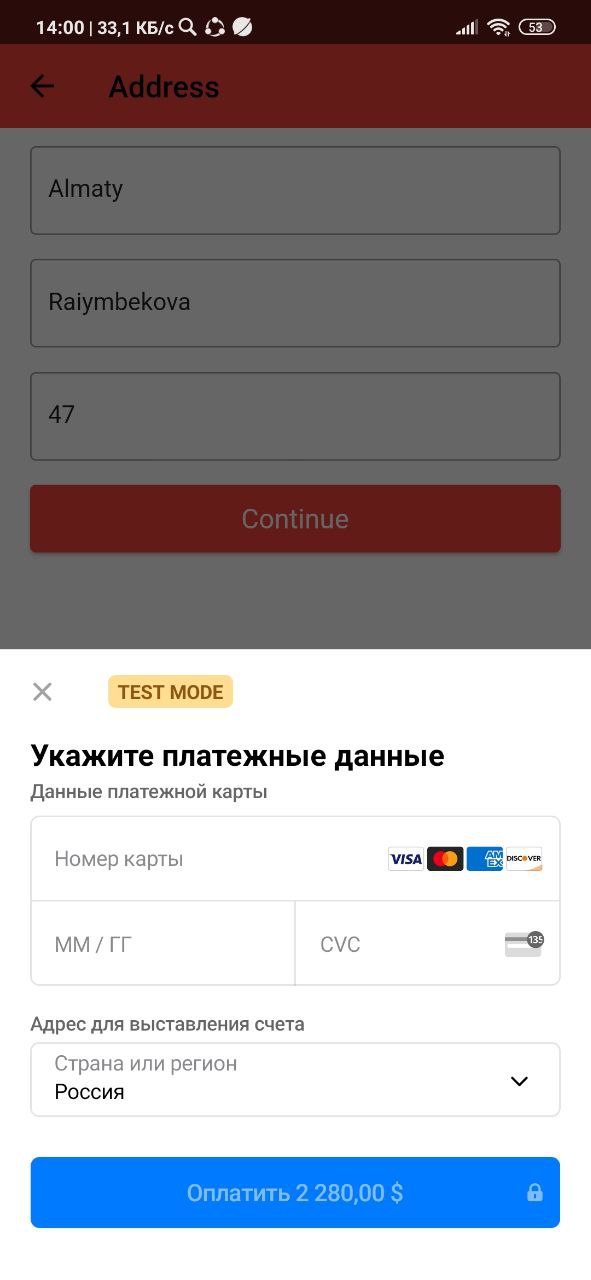 14:00 | 33,1 КБ/с 53
Address
Almaty
Raiymbekova
47
Continue
TEST MODE
Укажите платежные данные
Данные платежной карты
Номер карты VISA AM EX DISCOVER
ММ / ГГ CVC 135
Адрес для выставления счета
Страна или регион
Россия
Оплатить 2 280,00 $